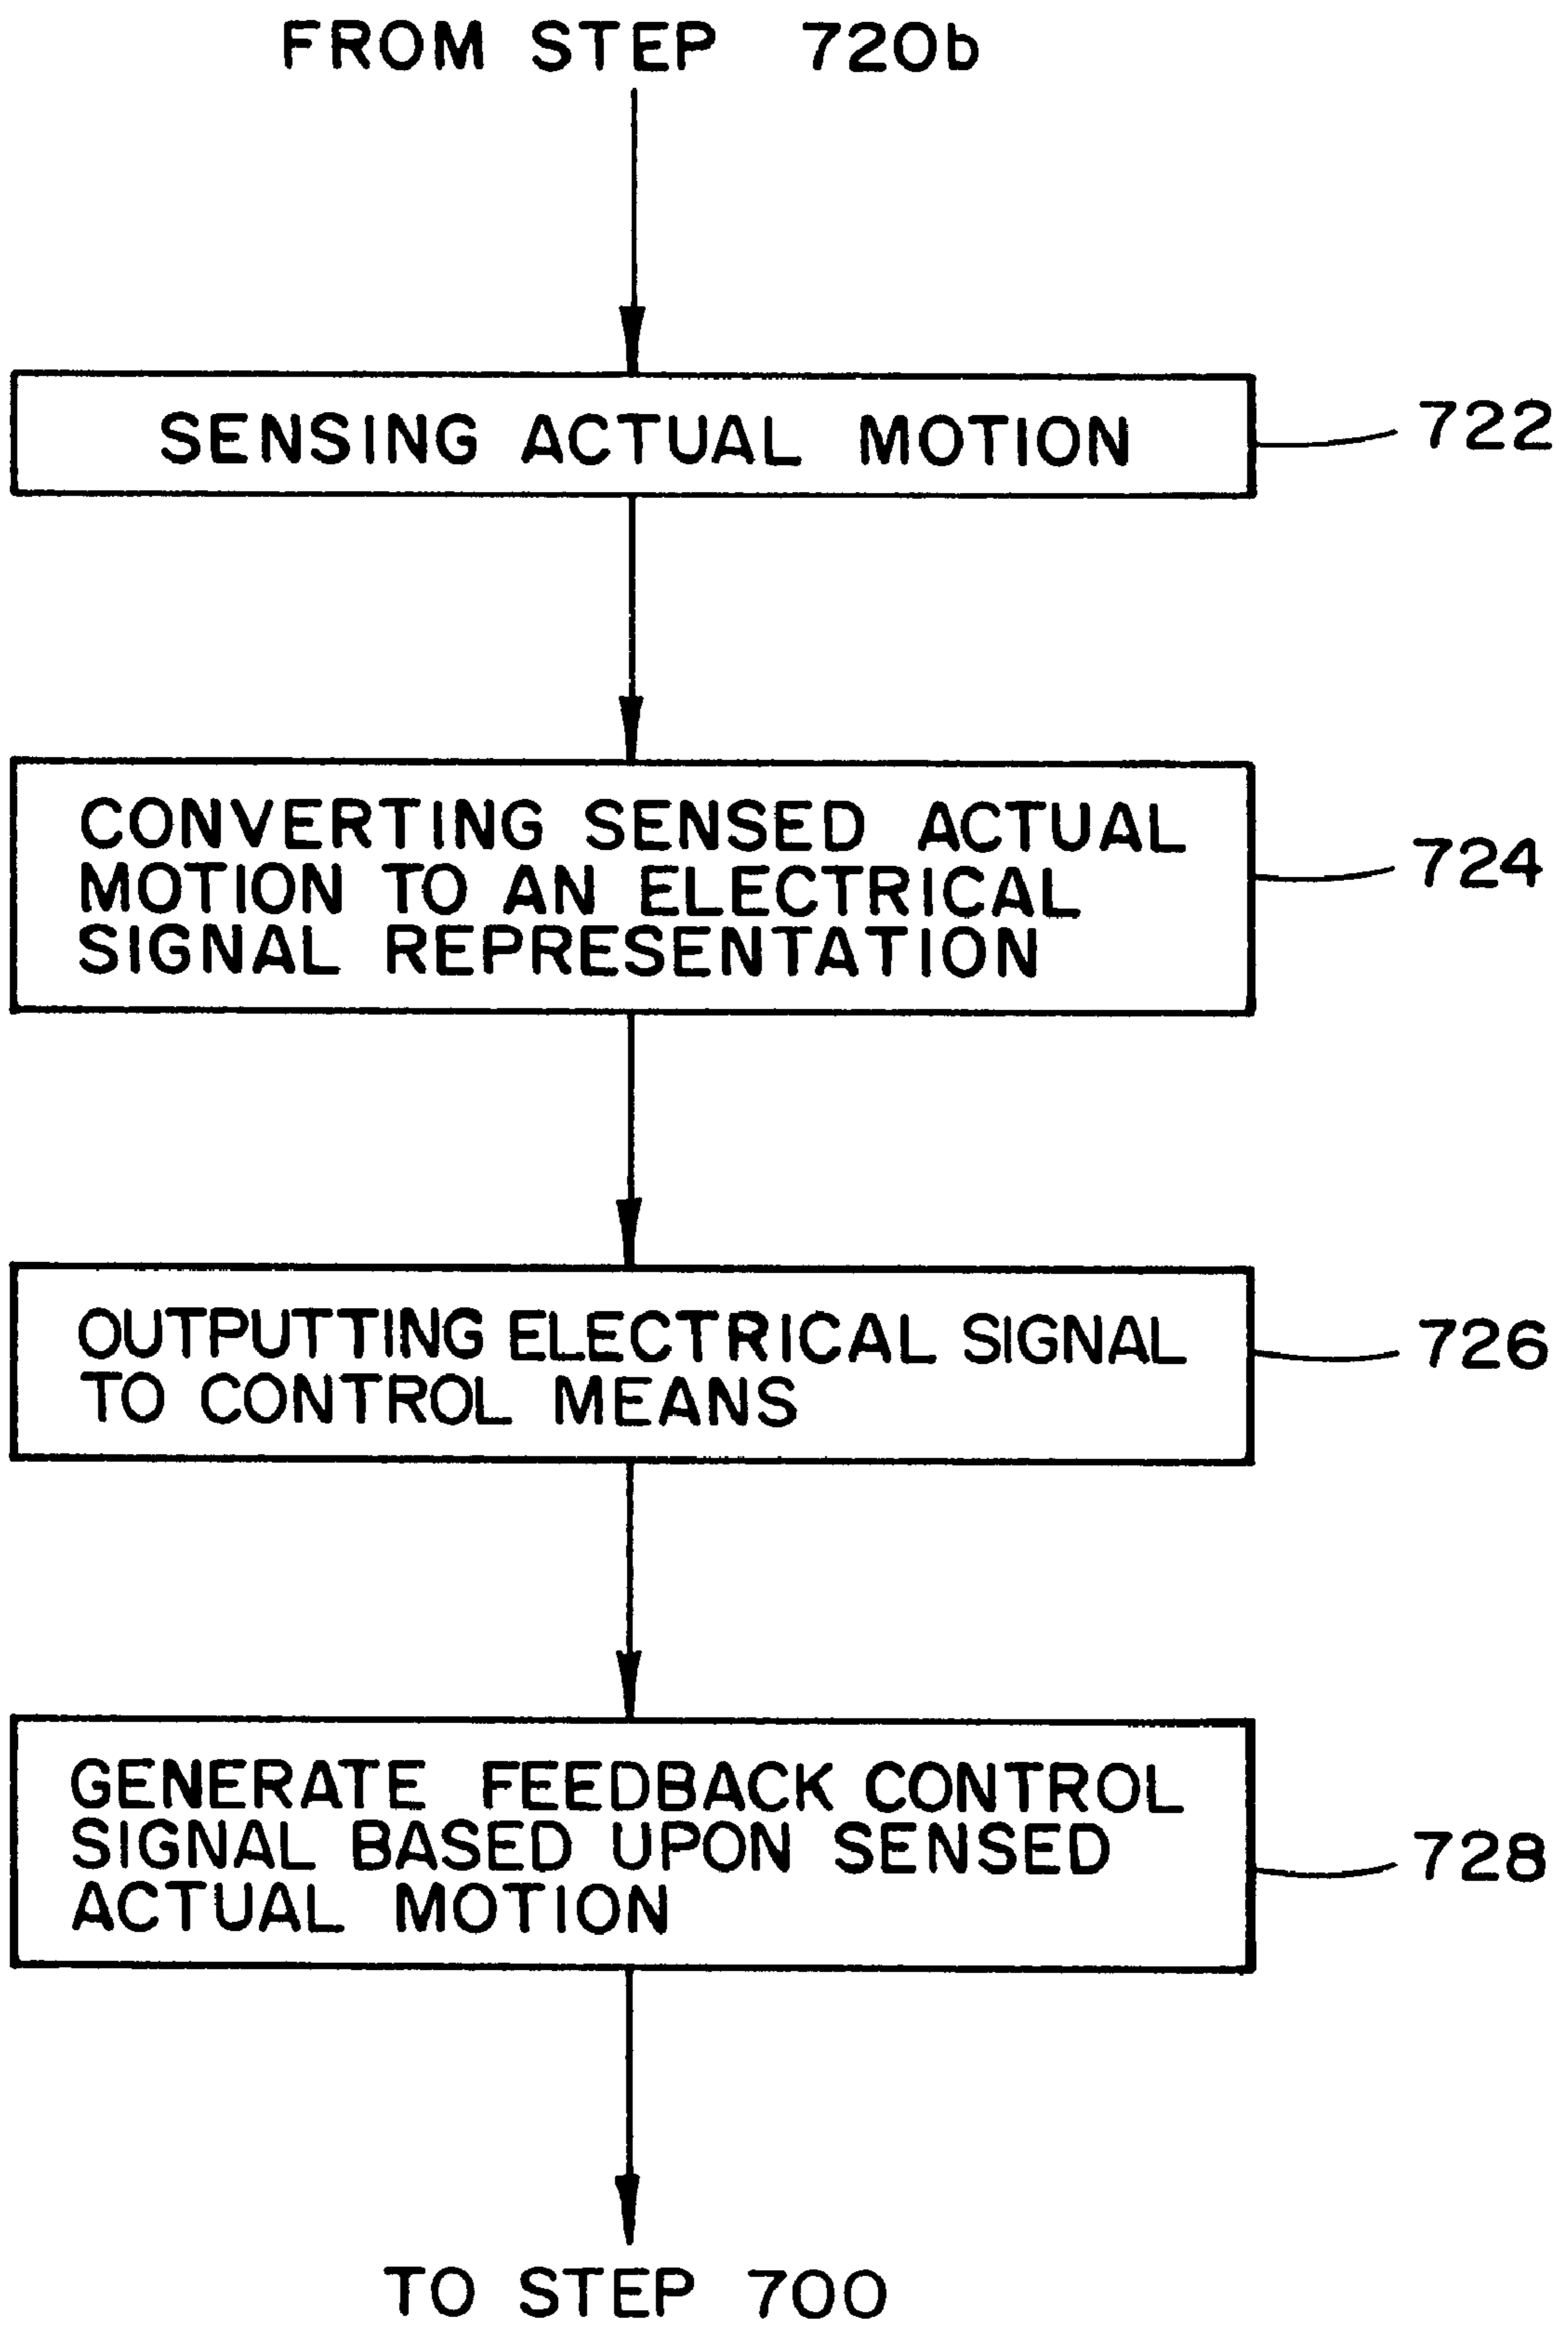 FROM STEP 720b
SENSING ACTUAL MOTION
722
CONVERTING SENSED ACTUAL
MOTION TO AN ELECTRICAL
SIGNAL REPRESENTATION
724
OUTPUTTING ELECTRICAL SIGNAL
TO CONTROL MEANS
726
GENERATE FEEDBACK CONTROL
SIGNAL BASED UPON SENSED
ACTUAL MOTION
728
TO STEP 700